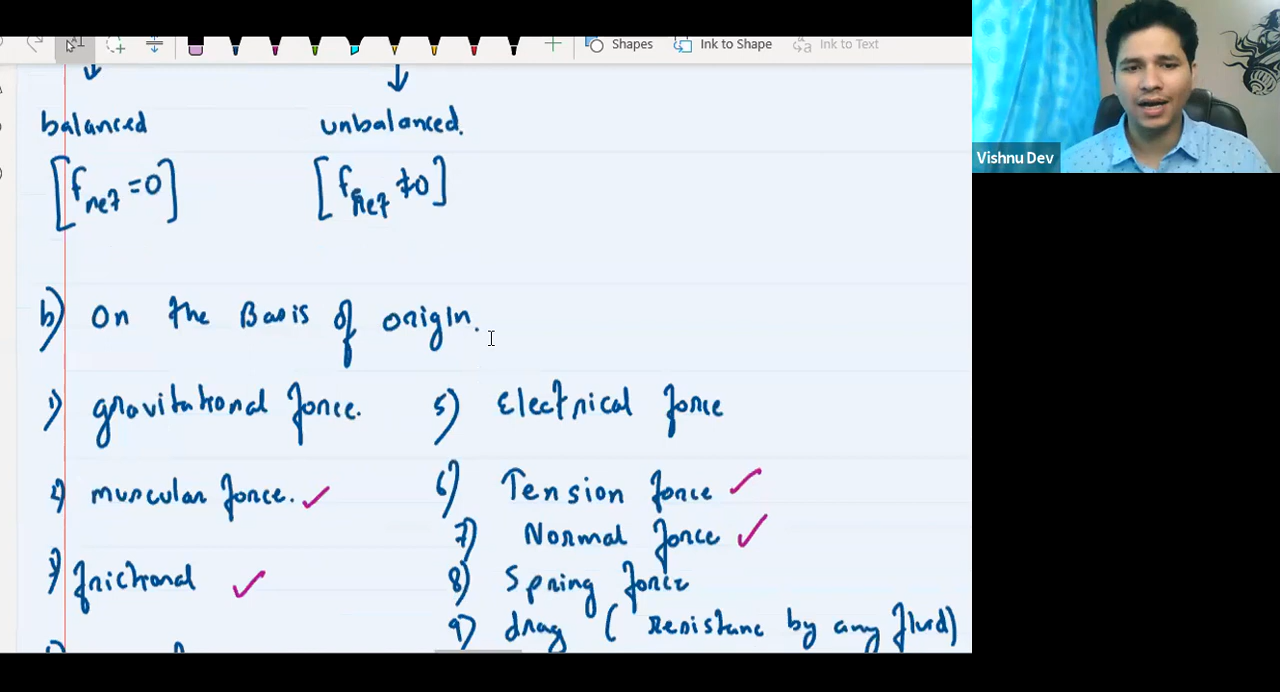 Shapes Ink to Shape Ink to Text
Vishnu Dev
balanced unbalanced.
[fnet = 0] [fnet ≠ 0]
b) On the Basis of origin.
1) gravitational force. 5) Electrical force
2) muscular force. ✓ 6) Tension force ✓
7) Normal force ✓
3) frictional ✓ 8) Spring force
9) drag ( resistanc by any fluid)